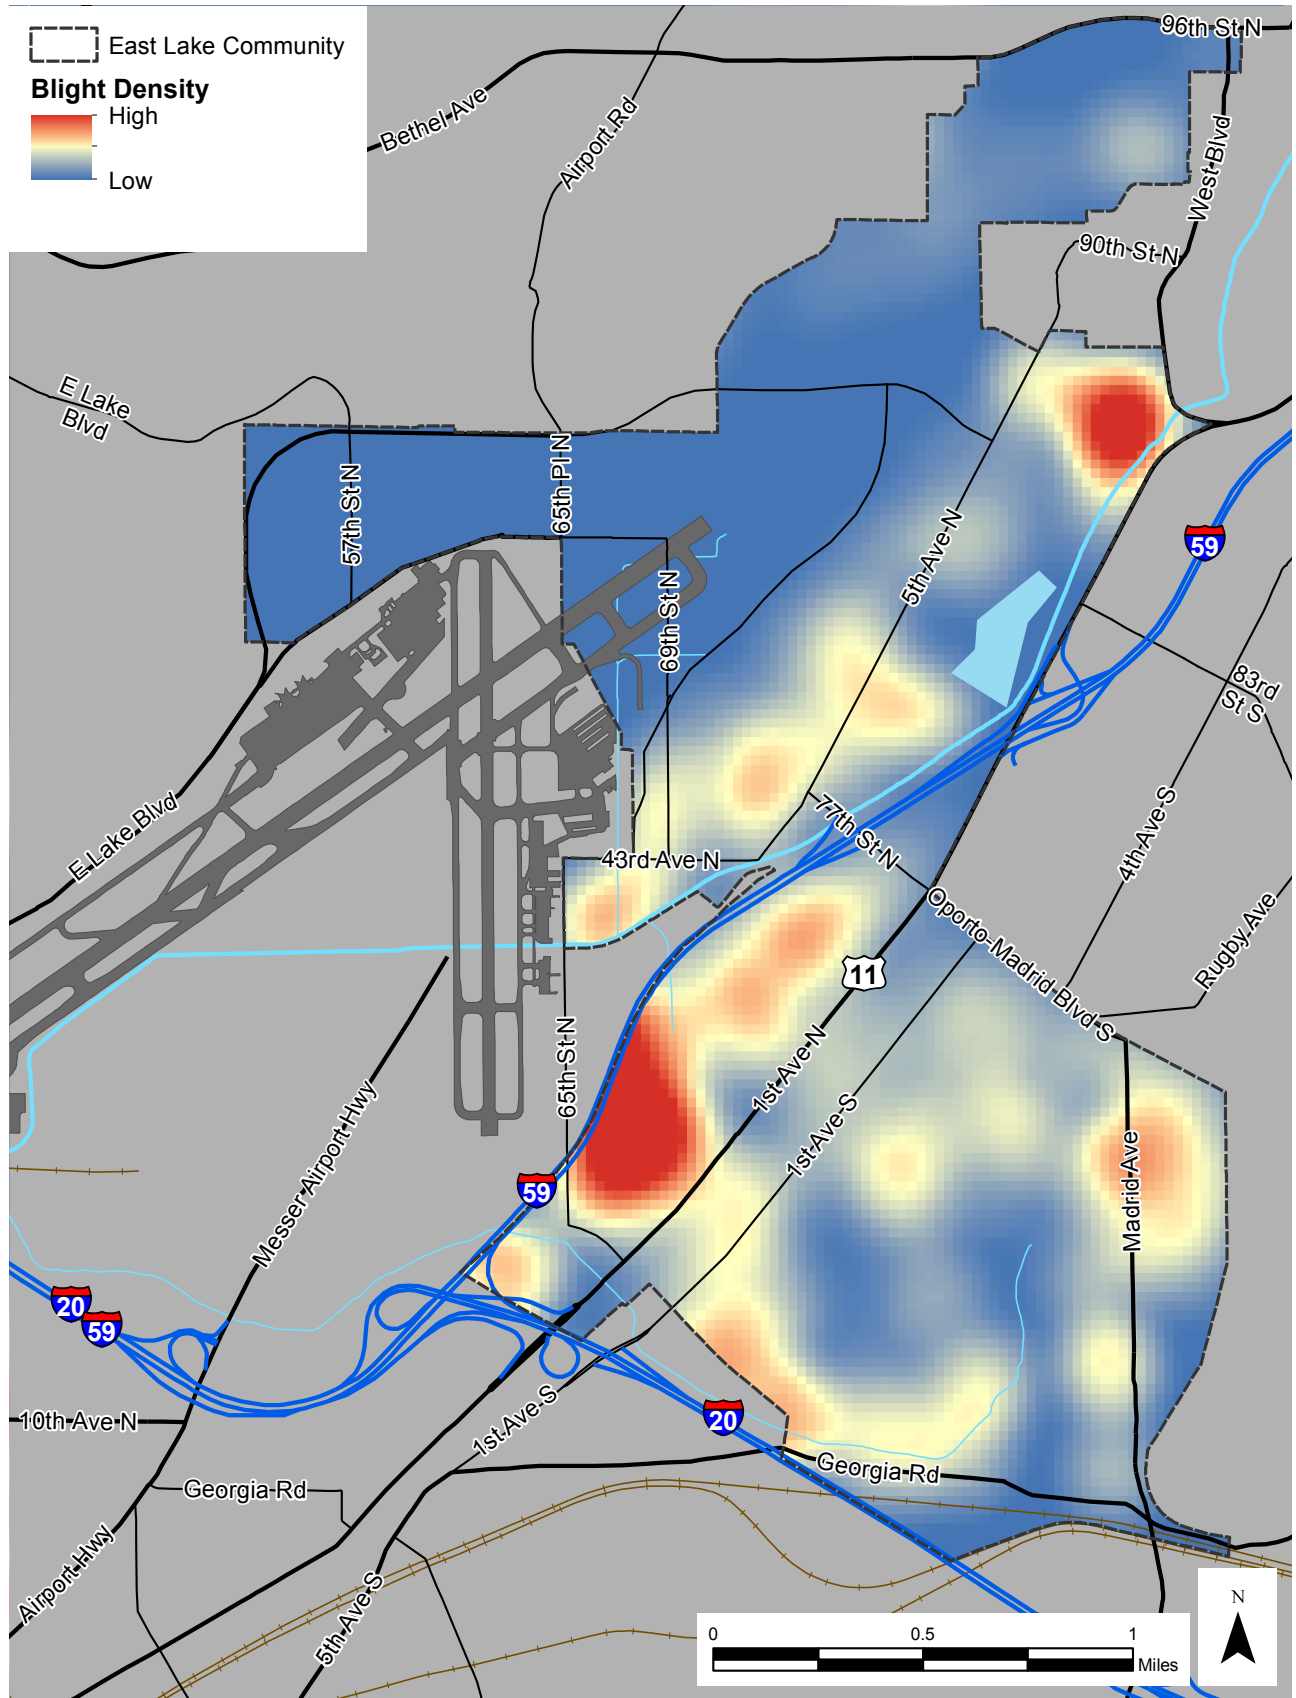 East Lake Community
Blight Density
High
Low
96th St N
Bethel Ave
Airport Rd
West Blvd
90th St N
E Lake
Blvd
57th St N
65th Pl N
5th Ave N
59
69th St N
83rd
St S
E Lake Blvd
77th St N
4th Ave S
43rd Ave N
Oporto-Madrid Blvd S
Rugby Ave
11
65th St N
1st Ave N
1st Ave S
Madrid Ave
Messer Airport Hwy
59
20
59
20
10th Ave N
1st Ave S
Georgia Rd
Georgia Rd
Airport Hwy
5th Ave S
N
0
0.5
1
Miles